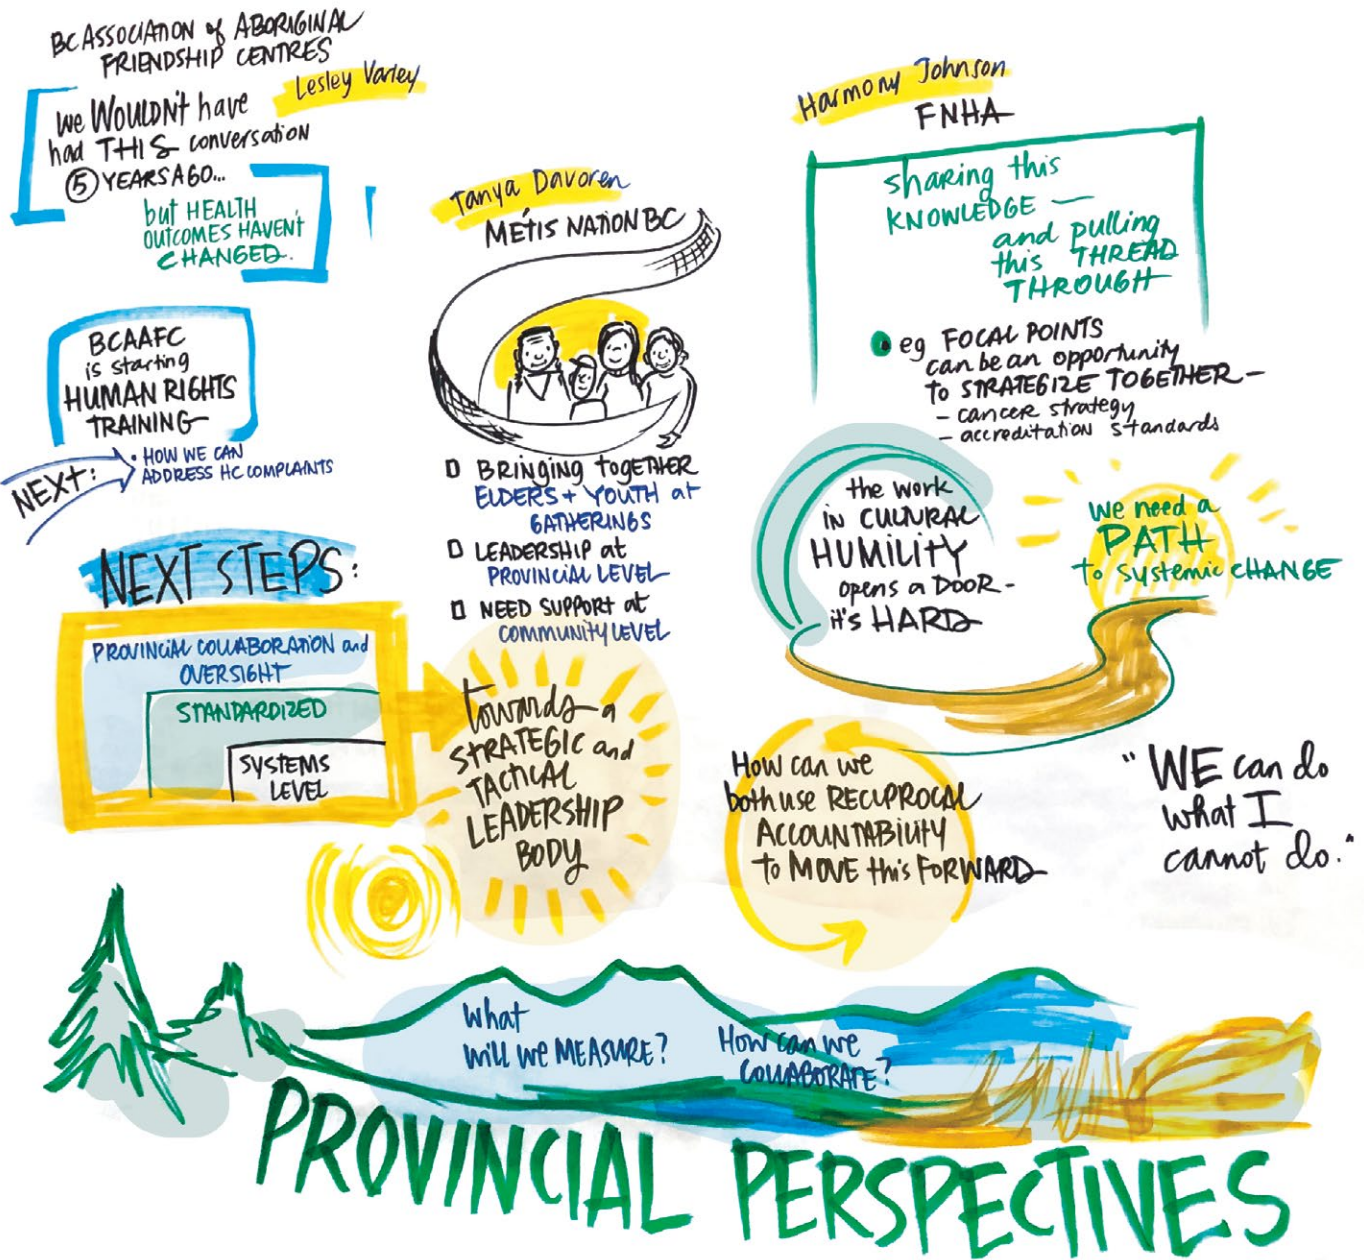 BC ASSOCIATION of ABORIGINAL
FRIENDSHIP CENTRES
Lesley Varley
we WOULDN'T have
had THIS conversation
5 YEARS AGO...
but HEALTH
OUTCOMES HAVEN'T
CHANGED.
BCAAFC
is starting
HUMAN RIGHTS
TRAINING
NEXT:
• HOW WE CAN
ADDRESS HC COMPLAINTS
NEXT STEPS:
PROVINCIAL COLLABORATION and
OVERSIGHT
STANDARDIZED
SYSTEMS
LEVEL
Tanya Davoren
MÉTIS NATION BC
BRINGING TOGETHER
ELDERS + YOUTH at
GATHERINGS
LEADERSHIP at
PROVINCIAL LEVEL
NEED SUPPORT at
COMMUNITY LEVEL
towards a
STRATEGIC and
TACTICAL
LEADERSHIP
BODY
Harmony Johnson
FNHA
sharing this
KNOWLEDGE —
and pulling
this THREAD
THROUGH
eg FOCAL POINTS
can be an opportunity
to STRATEGIZE TOGETHER —
- cancer strategy
- accreditation standards
the work
in CULTURAL
HUMILITY
opens a DOOR -
it's HARD
we need a
PATH
to systemic CHANGE
How can we
both use RECIPROCAL
ACCOUNTABILITY
to MOVE this FORWARD
"WE can do
what I
cannot do."
What
will we MEASURE?
How can we
COLLABORATE?
PROVINCIAL PERSPECTIVES